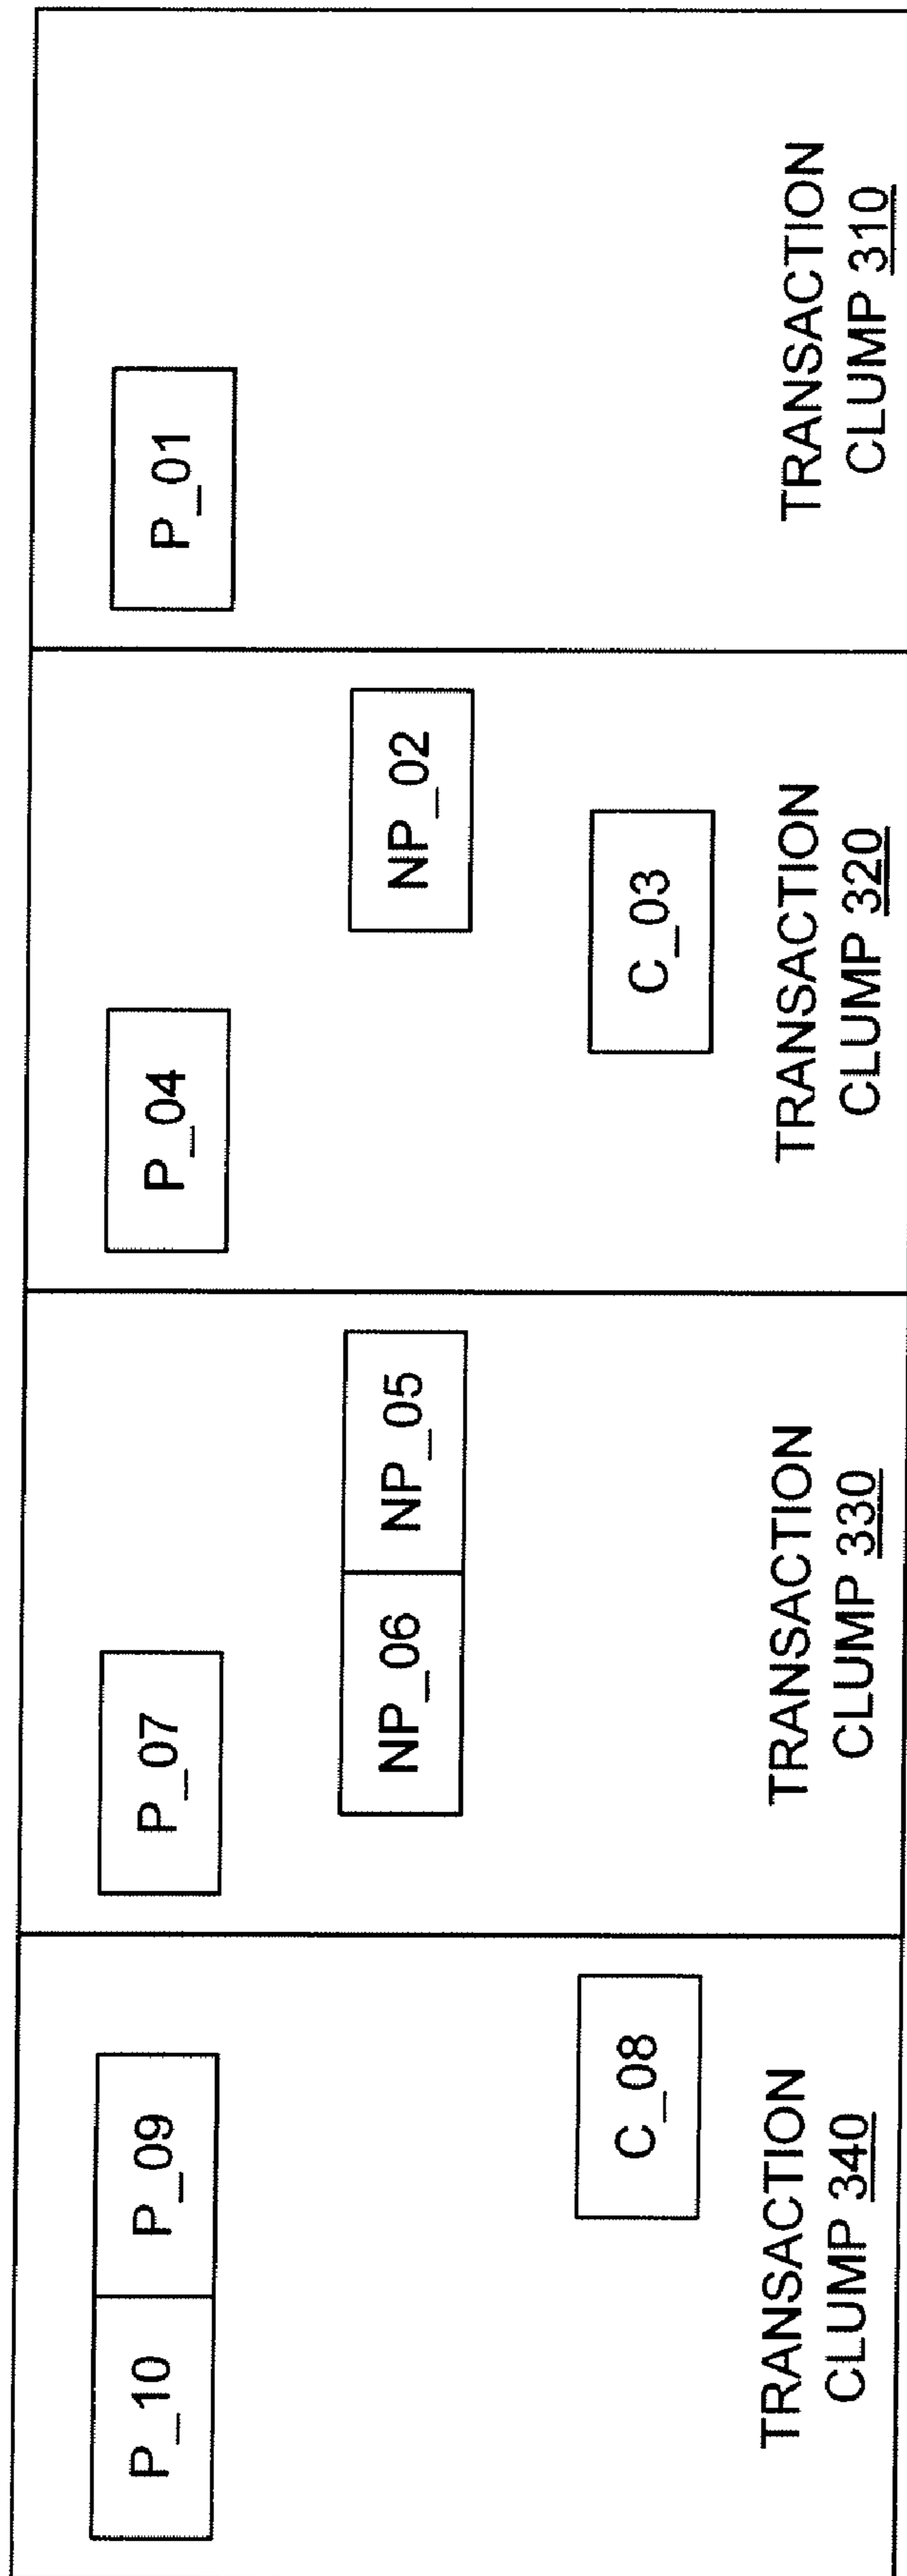 P_10
P_09
C_08
TRANSACTION
CLUMP 340
P_07
NP_06
NP_05
TRANSACTION
CLUMP 330
P_04
NP_02
C_03
TRANSACTION
CLUMP 320
P_01
TRANSACTION
CLUMP 310